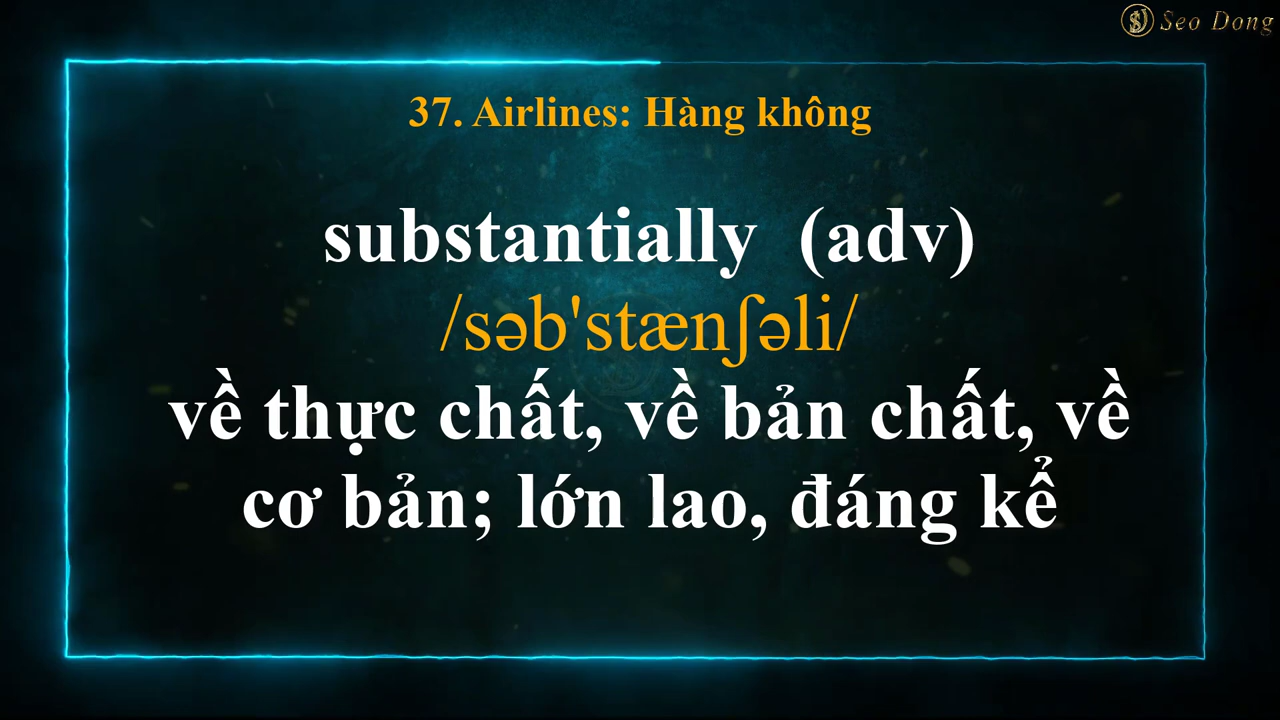 Seo Dong
37. Airlines: Hàng không
substantially (adv)
/səb'stænʃəli/
về thực chất, về bản chất, về
cơ bản; lớn lao, đáng kể